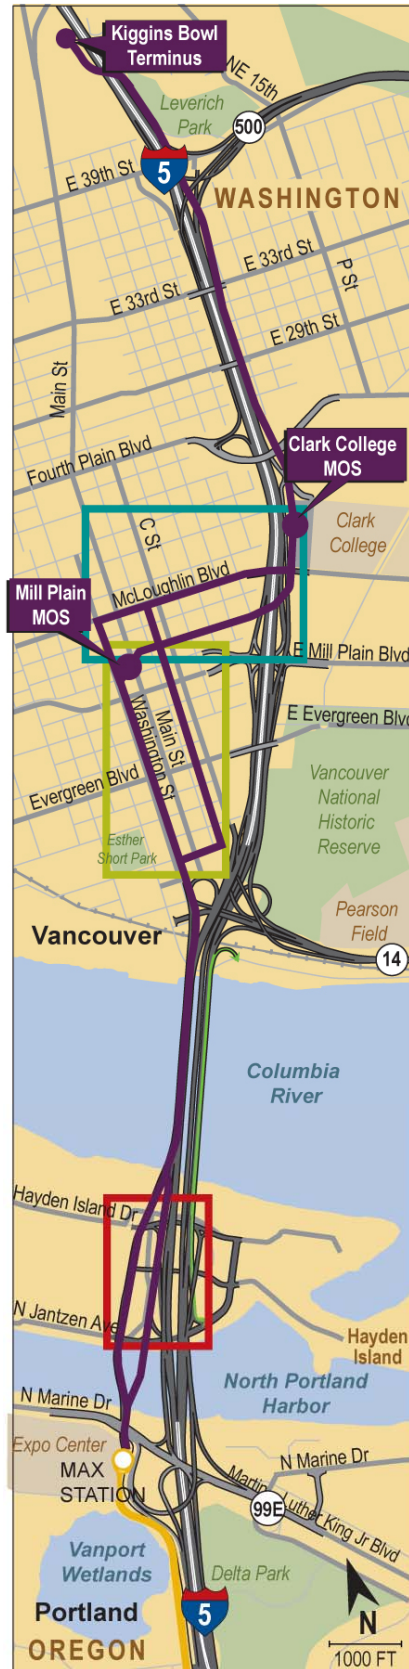 Kiggins Bowl
Terminus
NE 15th
Leverich
Park
500
E 39th St
5
WASHINGTON
E 33rd St
E 33rd St
P St
E 29th St
Main St
Fourth Plain Blvd
Clark College
MOS
C St
Clark
College
McLoughlin Blvd
Mill Plain
MOS
E Mill Plain Blvd
Main St
Washington St
E Evergreen Blvd
Evergreen Blvd
Vancouver
National
Historic
Reserve
Esther
Short Park
Pearson
Field
Vancouver
14
Columbia
River
Hayden Island Dr
N Jantzen Ave
Hayden
Island
North Portland
Harbor
N Marine Dr
Expo Center
MAX
STATION
N Marine Dr
Martin Luther King Jr Blvd
99E
Vanport
Wetlands
Delta Park
Portland
5
N
OREGON
1000 FT